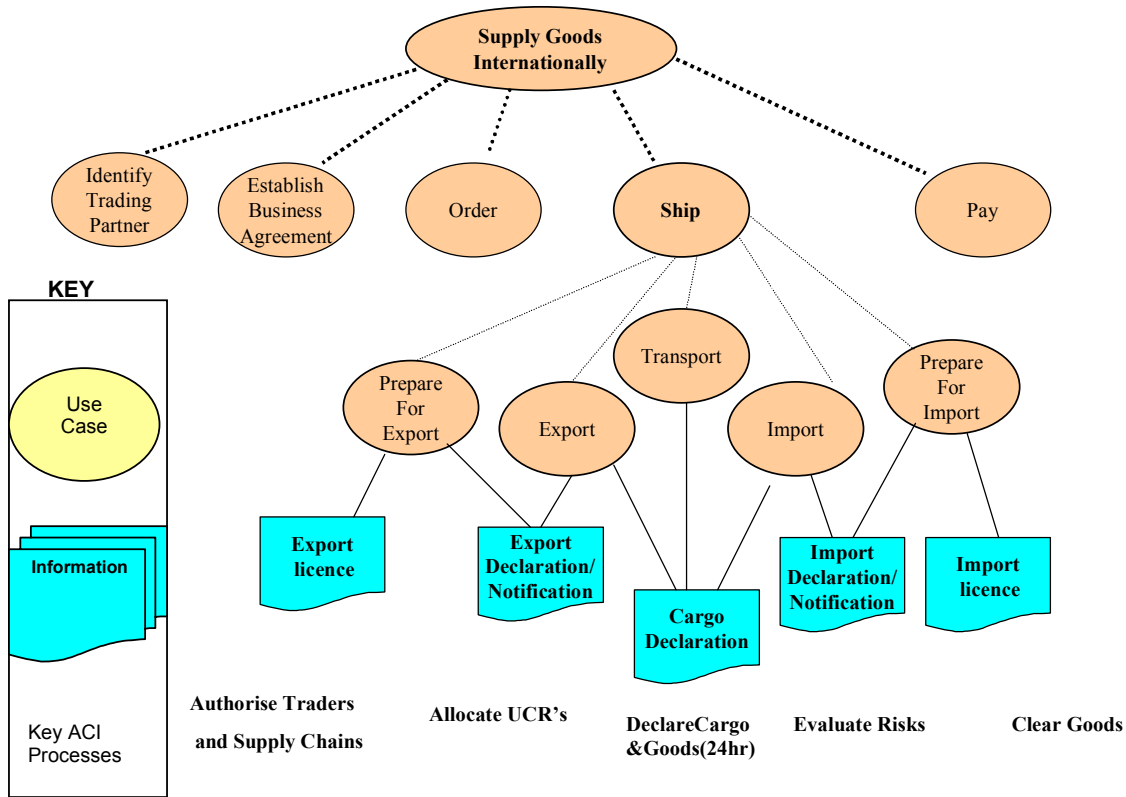 Supply Goods
Internationally
Identify
Trading
Partner
Establish
Business
Agreement
Order
Ship
Pay
KEY
Use
Case
Information
Key ACI
Processes
Prepare
For
Export
Export
Transport
Import
Prepare
For
Import
Export
licence
Export
Declaration/
Notification
Cargo
Declaration
Import
Declaration/
Notification
Import
licence
Authorise Traders
and Supply Chains
Allocate UCR's
DeclareCargo
&Goods(24hr)
Evaluate Risks
Clear Goods